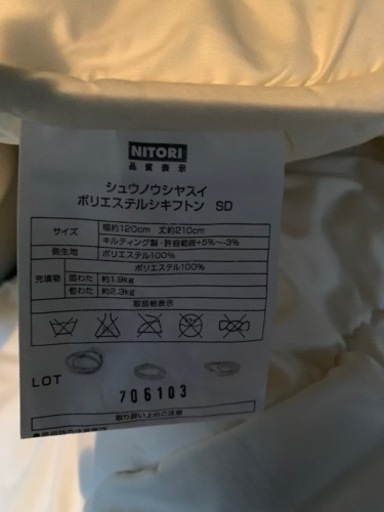 NITORI
品質表示
シュウノウシヤスイ
ポリエステルシキフトン SD
サイズ 幅約120cm 丈約210cm
キルティング製・許容範囲+5%~-3%
側生地 ポリエステル100%
充填物 ポリエステル100%
固わた 約1.9kg
巻わた 約2.3kg
取扱絵表示
LOT 706103
取り扱い上のご注意